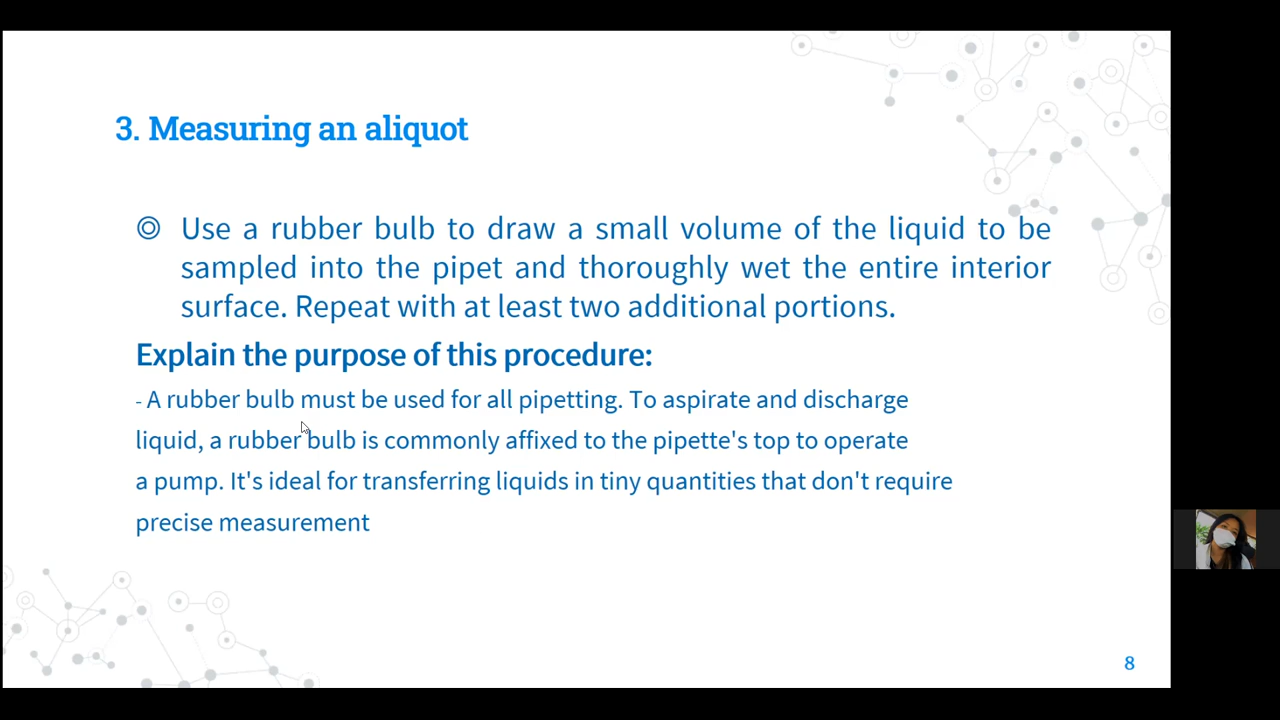 3. Measuring an aliquot
Use a rubber bulb to draw a small volume of the liquid to be
sampled into the pipet and thoroughly wet the entire interior
surface. Repeat with at least two additional portions.
Explain the purpose of this procedure:
- A rubber bulb must be used for all pipetting. To aspirate and discharge
liquid, a rubber bulb is commonly affixed to the pipette's top to operate
a pump. It's ideal for transferring liquids in tiny quantities that don't require
precise measurement
8